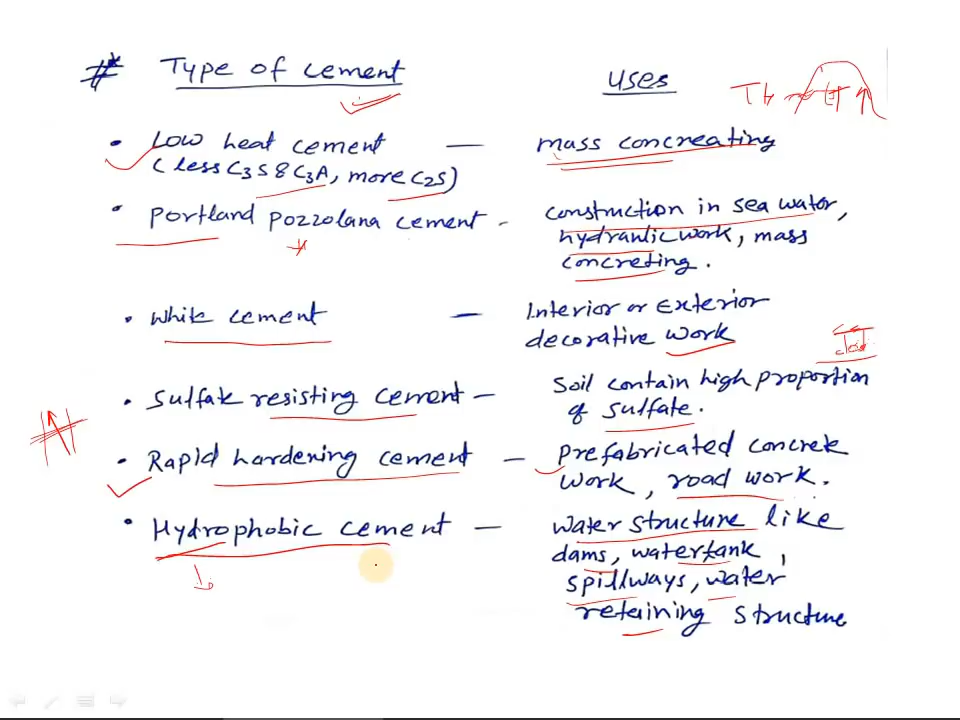 # Type of cement
Uses
• Low heat cement — mass concreating
(less C3S & C3A, more C2S)
• Portland pozzolana cement - construction in sea water,
hydraulic work, mass
concreting.
• White cement — Interior or Exterior
decorative work
• Sulfate resisting cement — Soil contain high proportion
of sulfate.
• Rapid hardening cement — Prefabricated concrete
work, road work.
• Hydrophobic cement — water structure like
dams, watertank,
spillways, water
retaining structure